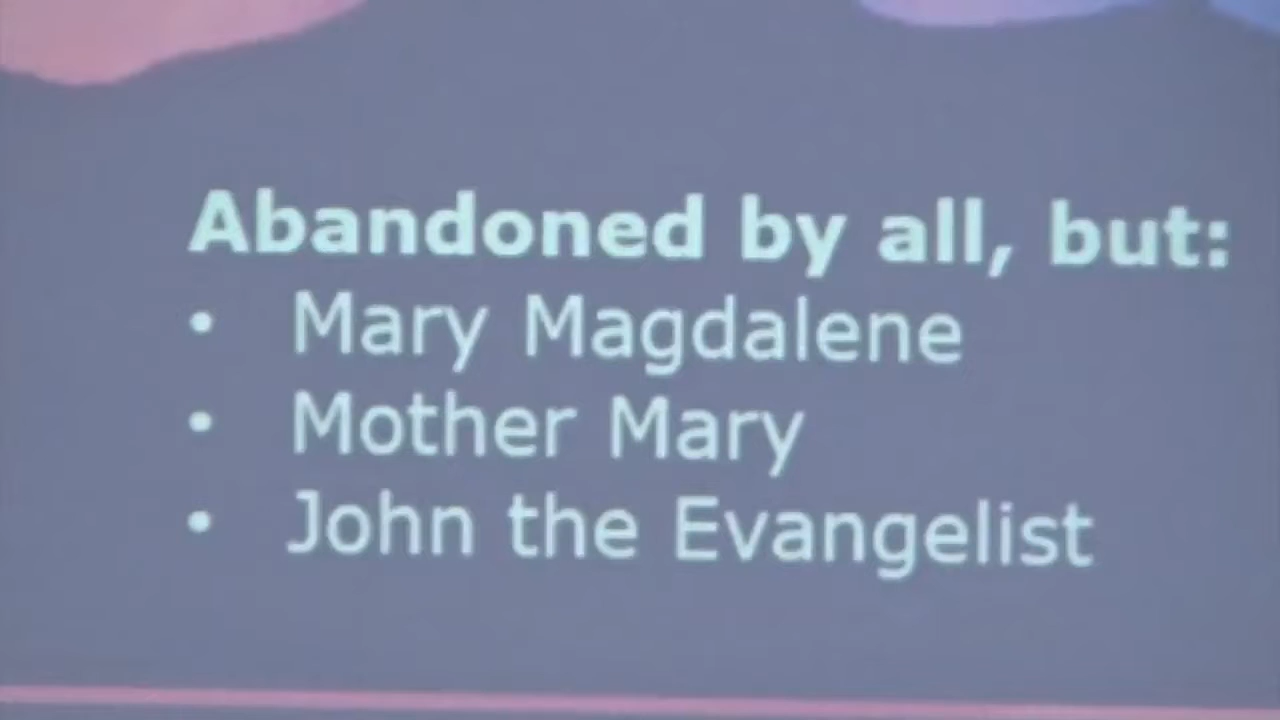 Abandoned by all, but:
• Mary Magdalene
• Mother Mary
• John the Evangelist